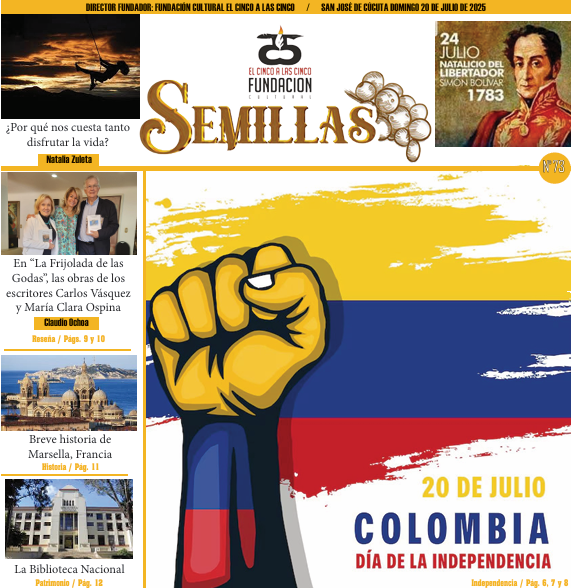 DIRECTOR FUNDADOR: FUNDACIÓN CULTURAL EL CINCO A LAS CINCO / SAN JOSÉ DE CÚCUTA DOMINGO 20 DE JULIO DE 2025
EL CINCO A LAS CINCO
FUNDACION
CULTURAL
SEMILLAS
24
JULIO
NATALICIO DEL
LIBERTADOR
SIMÓN BOLÍVAR
1783
¿Por qué nos cuesta tanto
disfrutar la vida?
Natalia Zuleta
En “La Frijolada de las
Godas”, las obras de los
escritores Carlos Vásquez
y María Clara Ospina
Claudio Ochoa
Reseña / Pags. 9 y 10
Breve historia de
Marsella, Francia
Historia / Pág. 11
La Biblioteca Nacional
Patrimonio / Pág. 12
20 DE JULIO
COLOMBIA
DÍA DE LA INDEPENDENCIA
Independencia / Pág. 6, 7 y 8